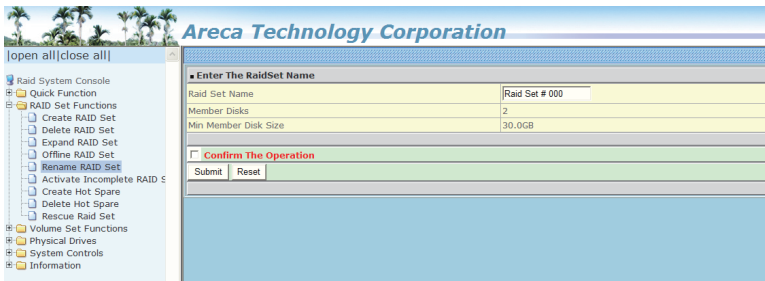 Areca Technology Corporation
|open all|close all|
Raid System Console
Quick Function
RAID Set Functions
Create RAID Set
Delete RAID Set
Expand RAID Set
Offline RAID Set
Rename RAID Set
Activate Incomplete RAID S
Create Hot Spare
Delete Hot Spare
Rescue Raid Set
Volume Set Functions
Physical Drives
System Controls
Information
Enter The RaidSet Name
Raid Set Name Raid Set # 000
Member Disks 2
Min Member Disk Size 30.0GB
Confirm The Operation
Submit Reset